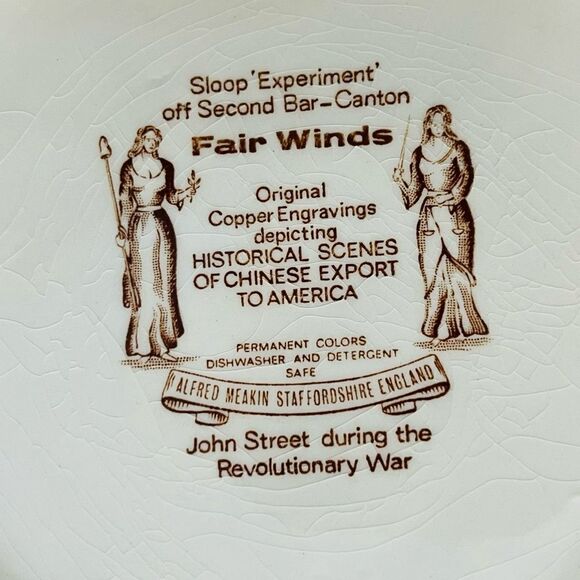 Sloop 'Experiment'
off Second Bar-Canton
Fair Winds
Original
Copper Engravings
depicting
HISTORICAL SCENES
OF CHINESE EXPORT
TO AMERICA
PERMANENT COLORS
DISHWASHER AND DETERGENT
SAFE
ALFRED MEAKIN STAFFORDSHIRE ENGLAND
John Street during the
Revolutionary War